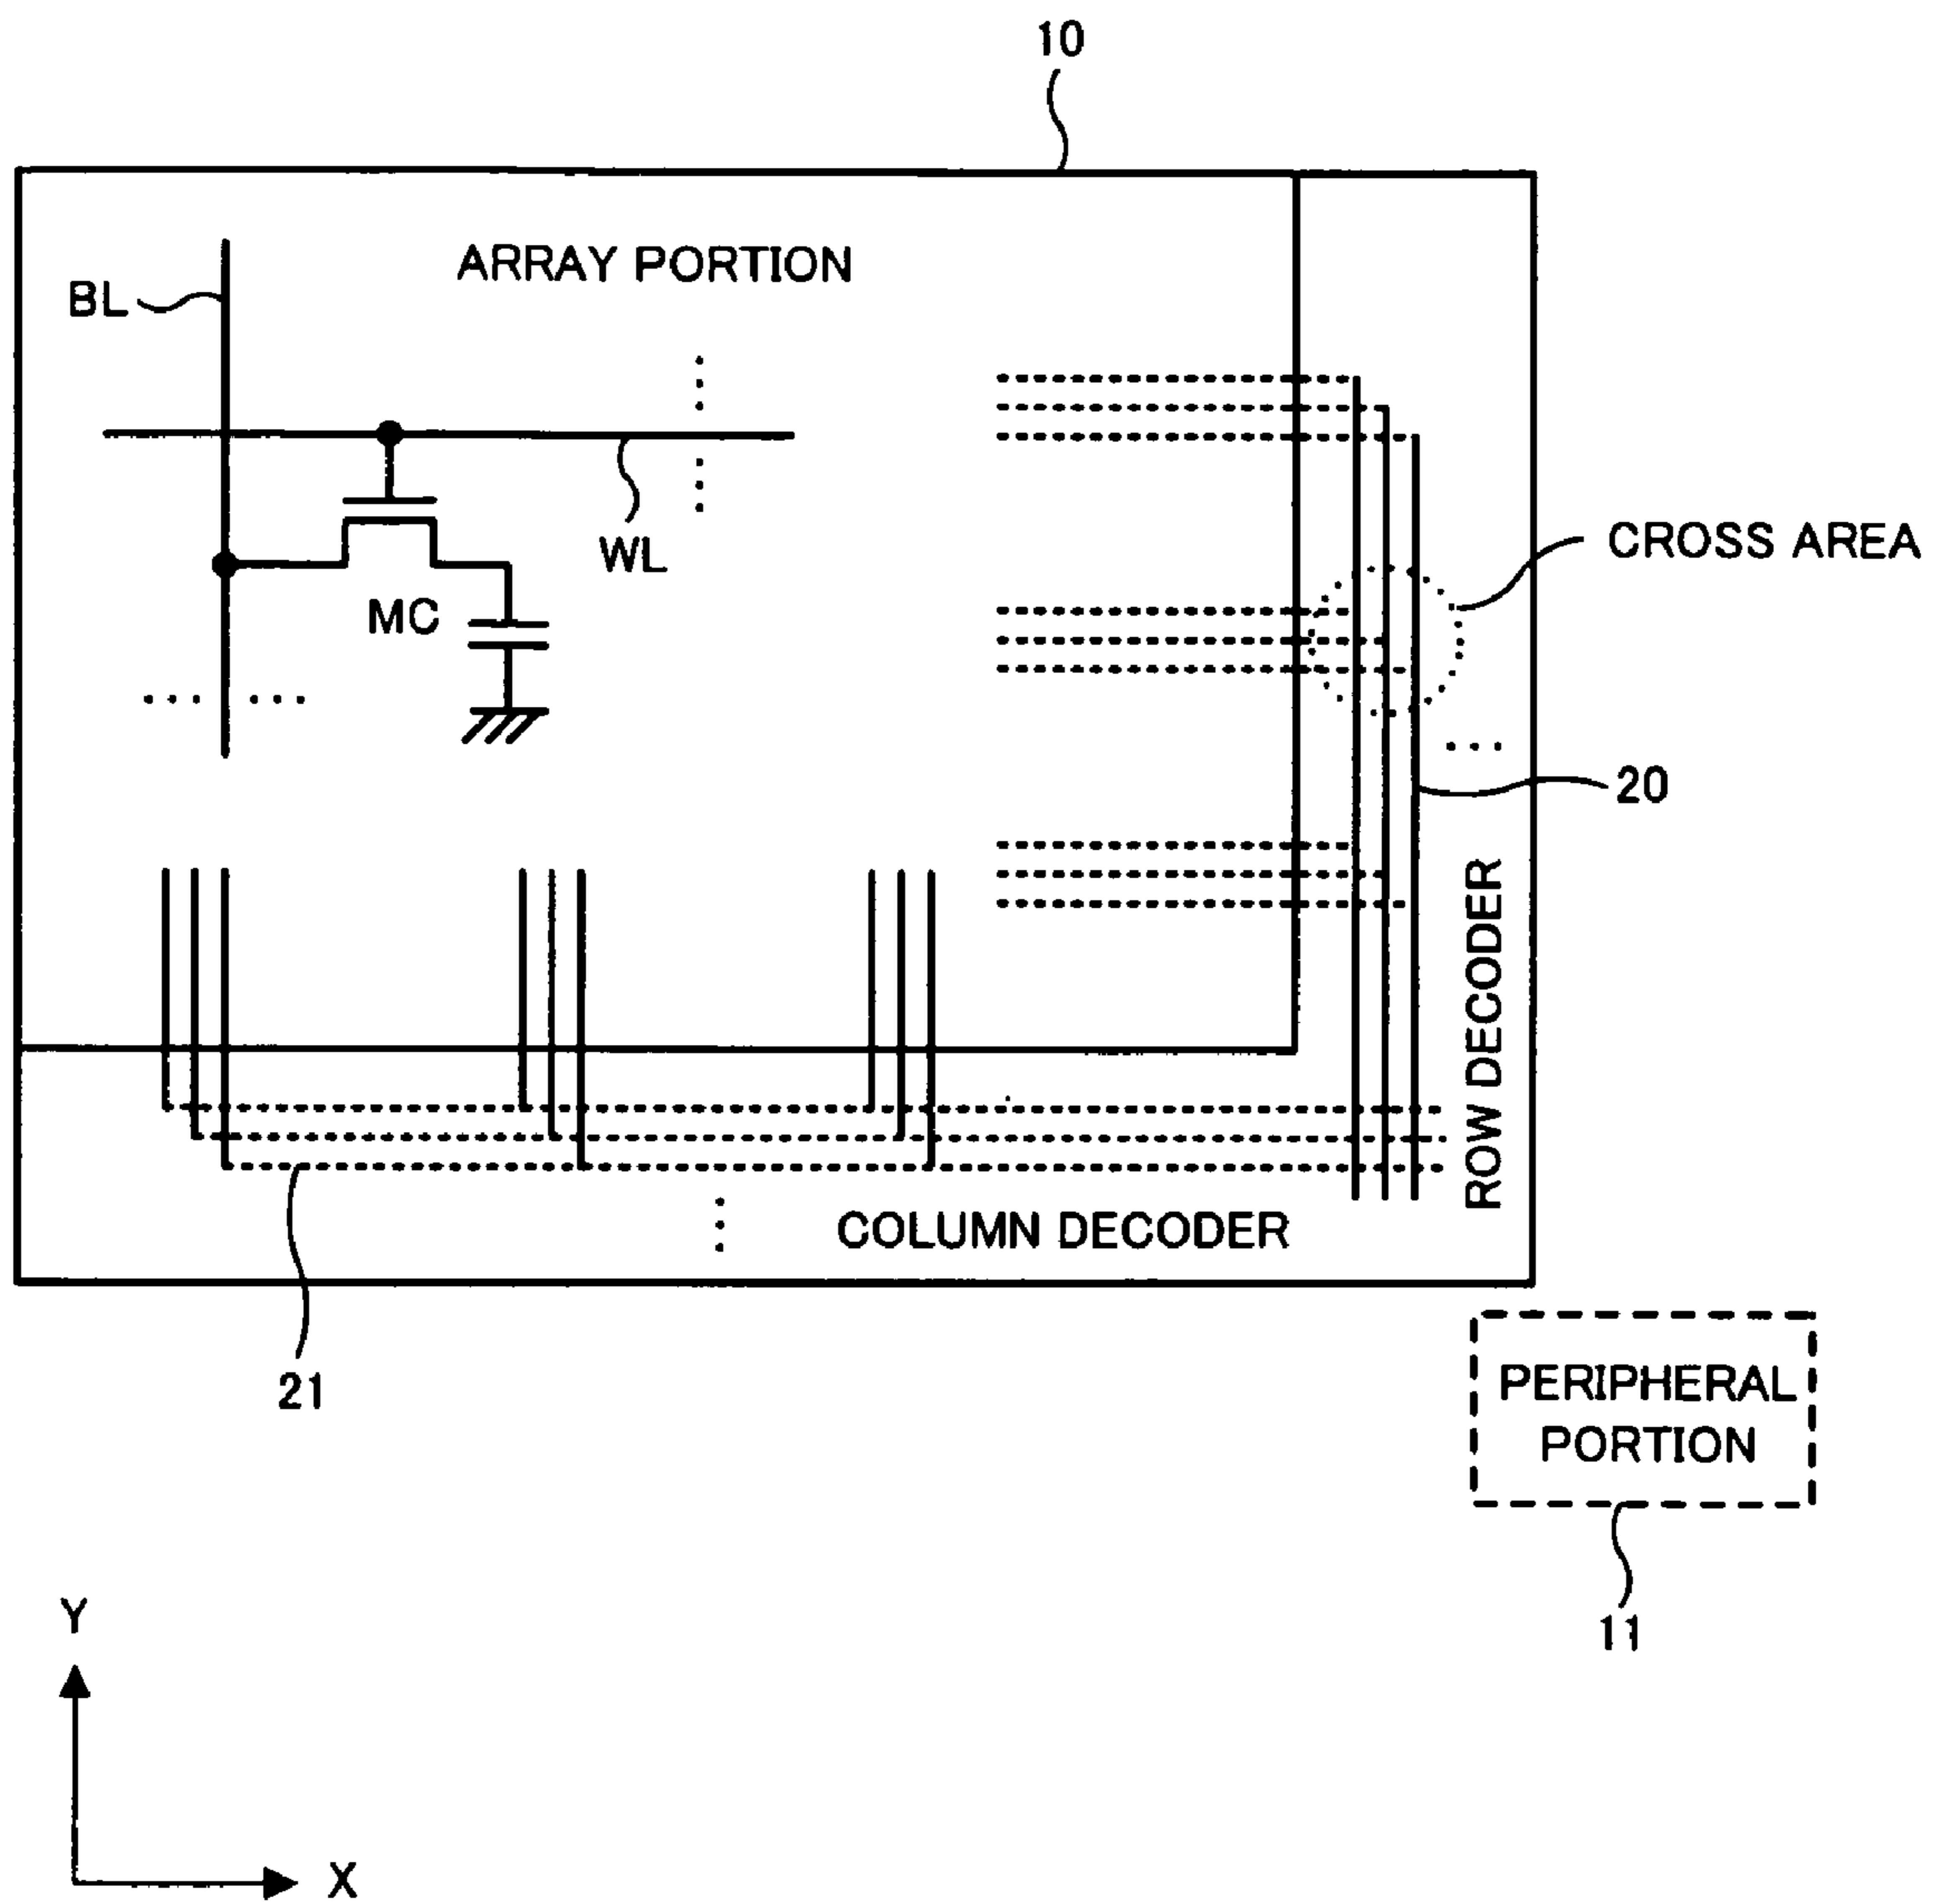 10
ARRAY PORTION
BL
WL
CROSS AREA
MC
20
ROW DECODER
COLUMN DECODER
21
PERIPHERAL
PORTION
11
Y
X